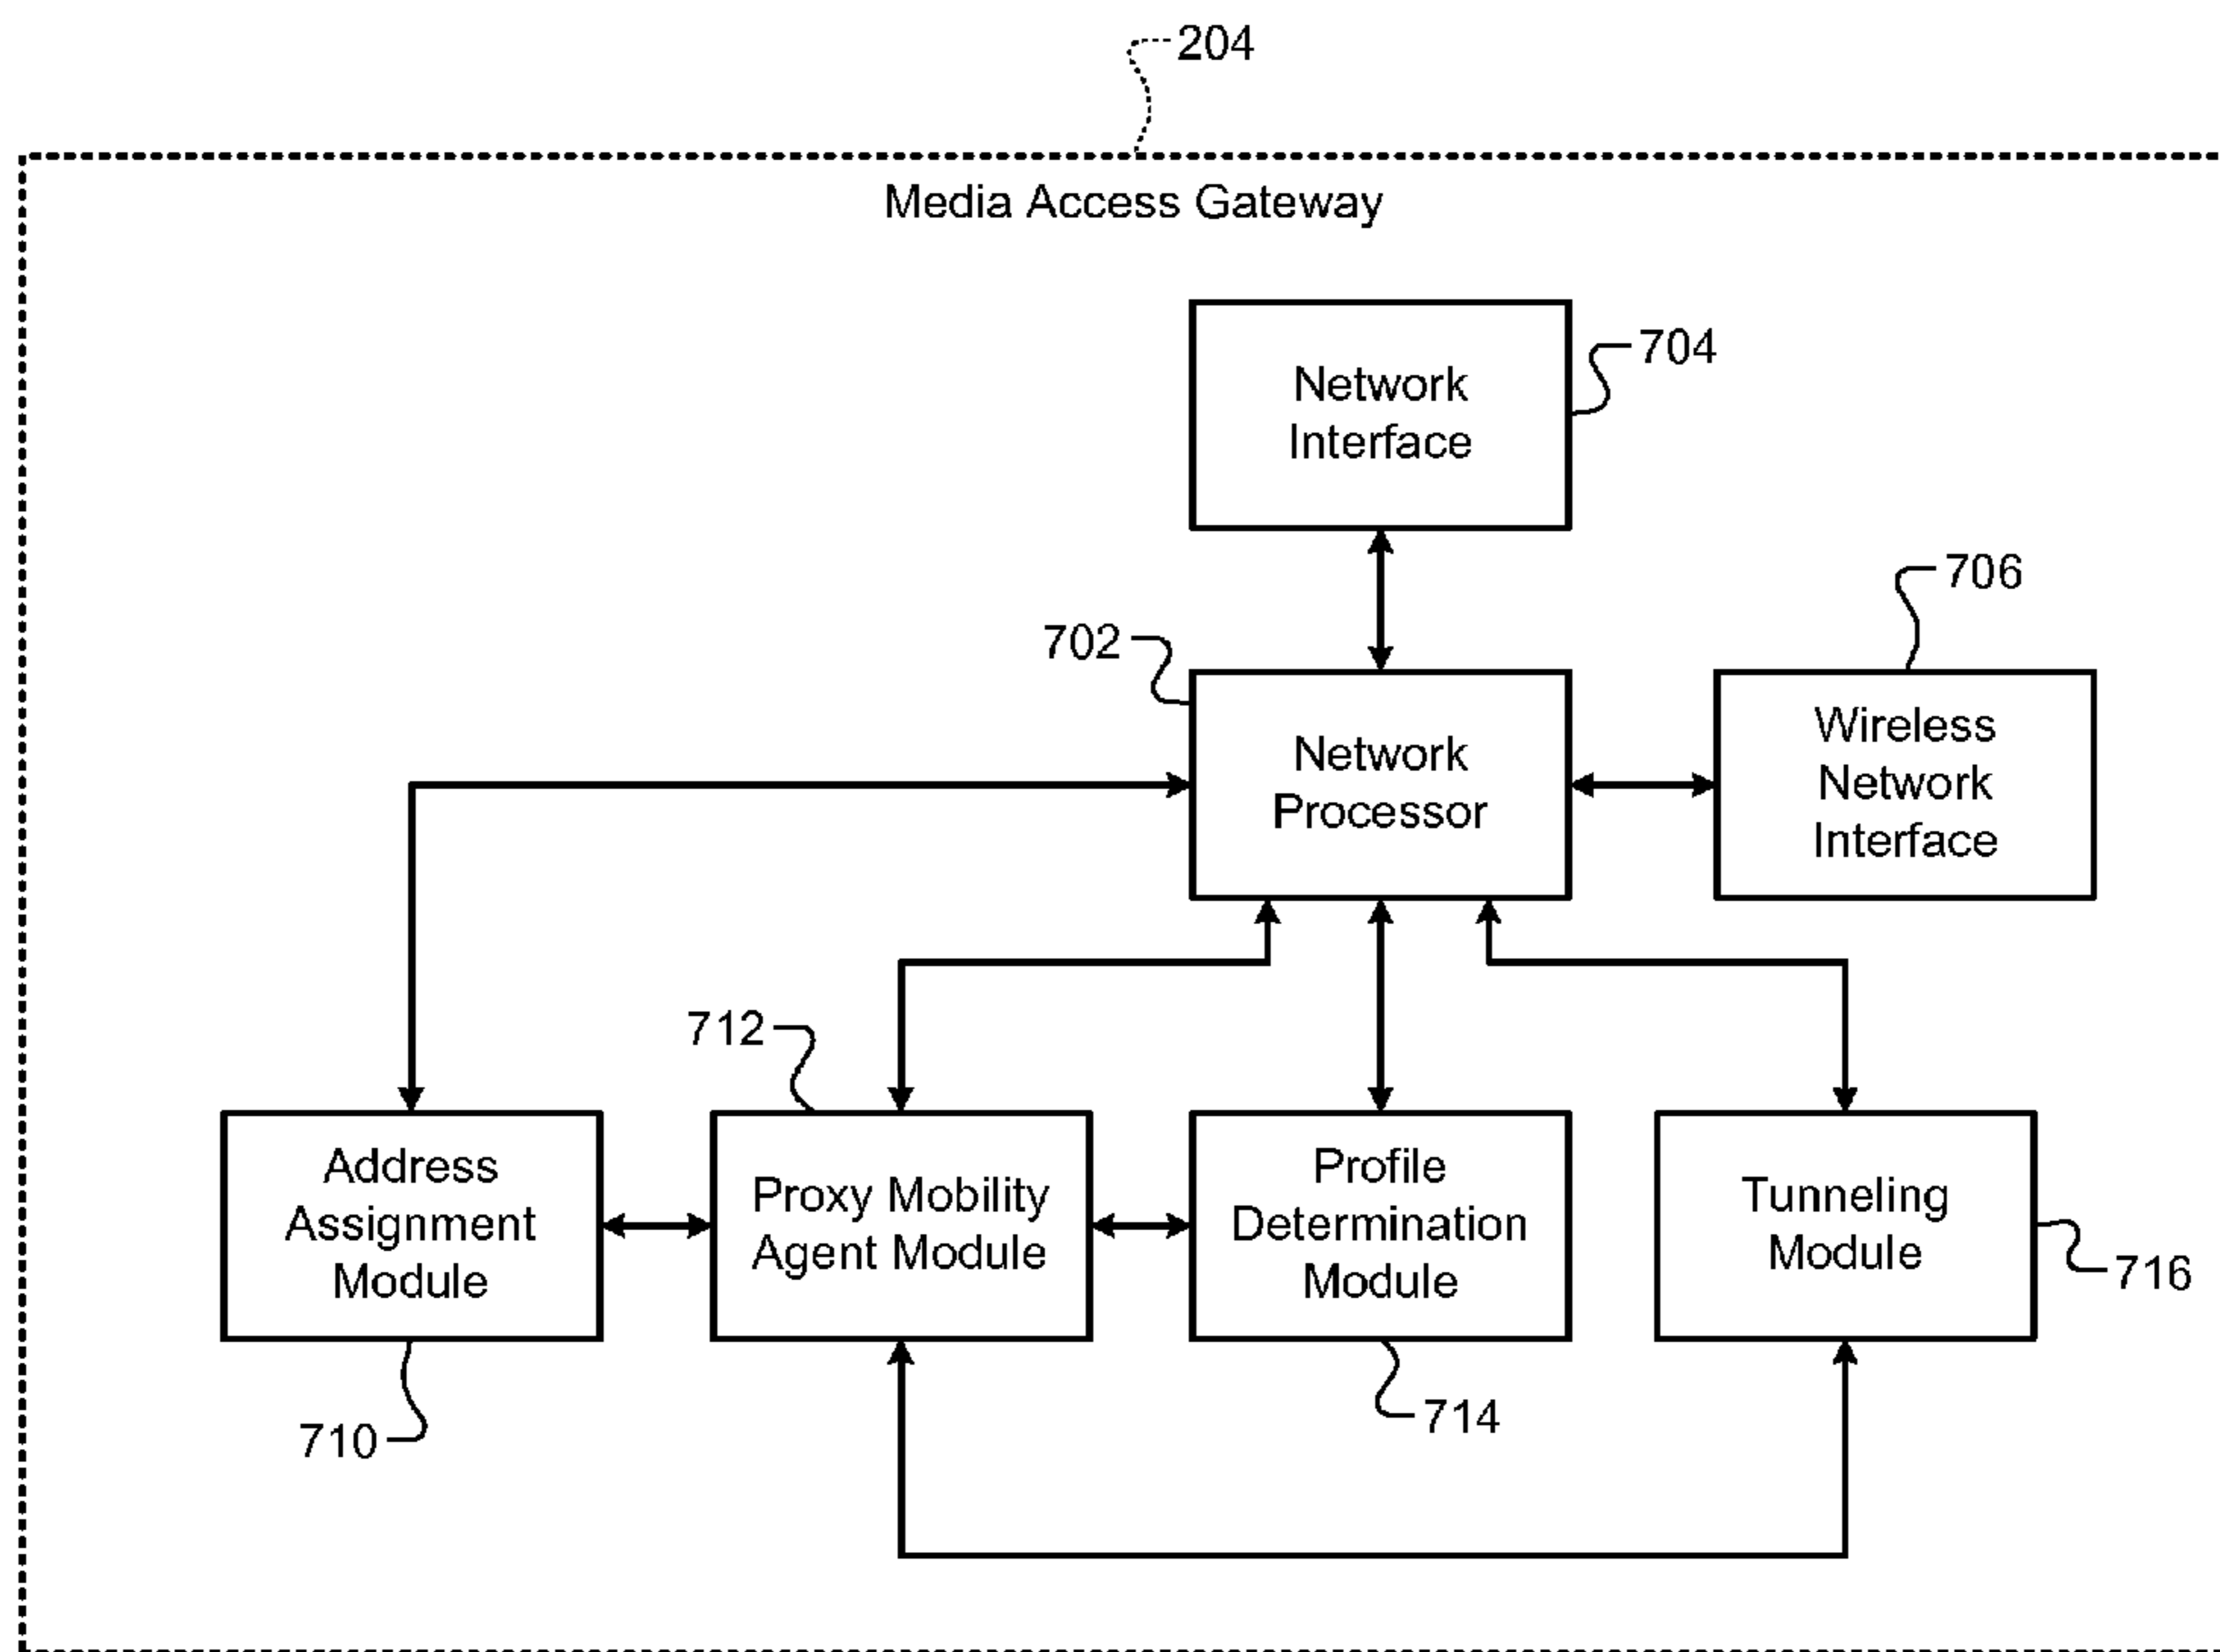 204
Media Access Gateway
Network
Interface
704
706
702
Network
Processor
Wireless
Network
Interface
712
Address
Assignment
Module
Proxy Mobility
Agent Module
Profile
Determination
Module
Tunneling
Module
716
710
714